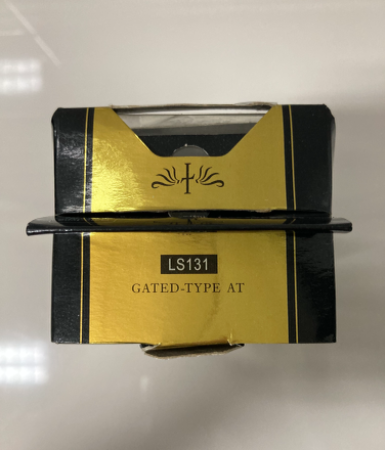 LS131
GATED-TYPE AT